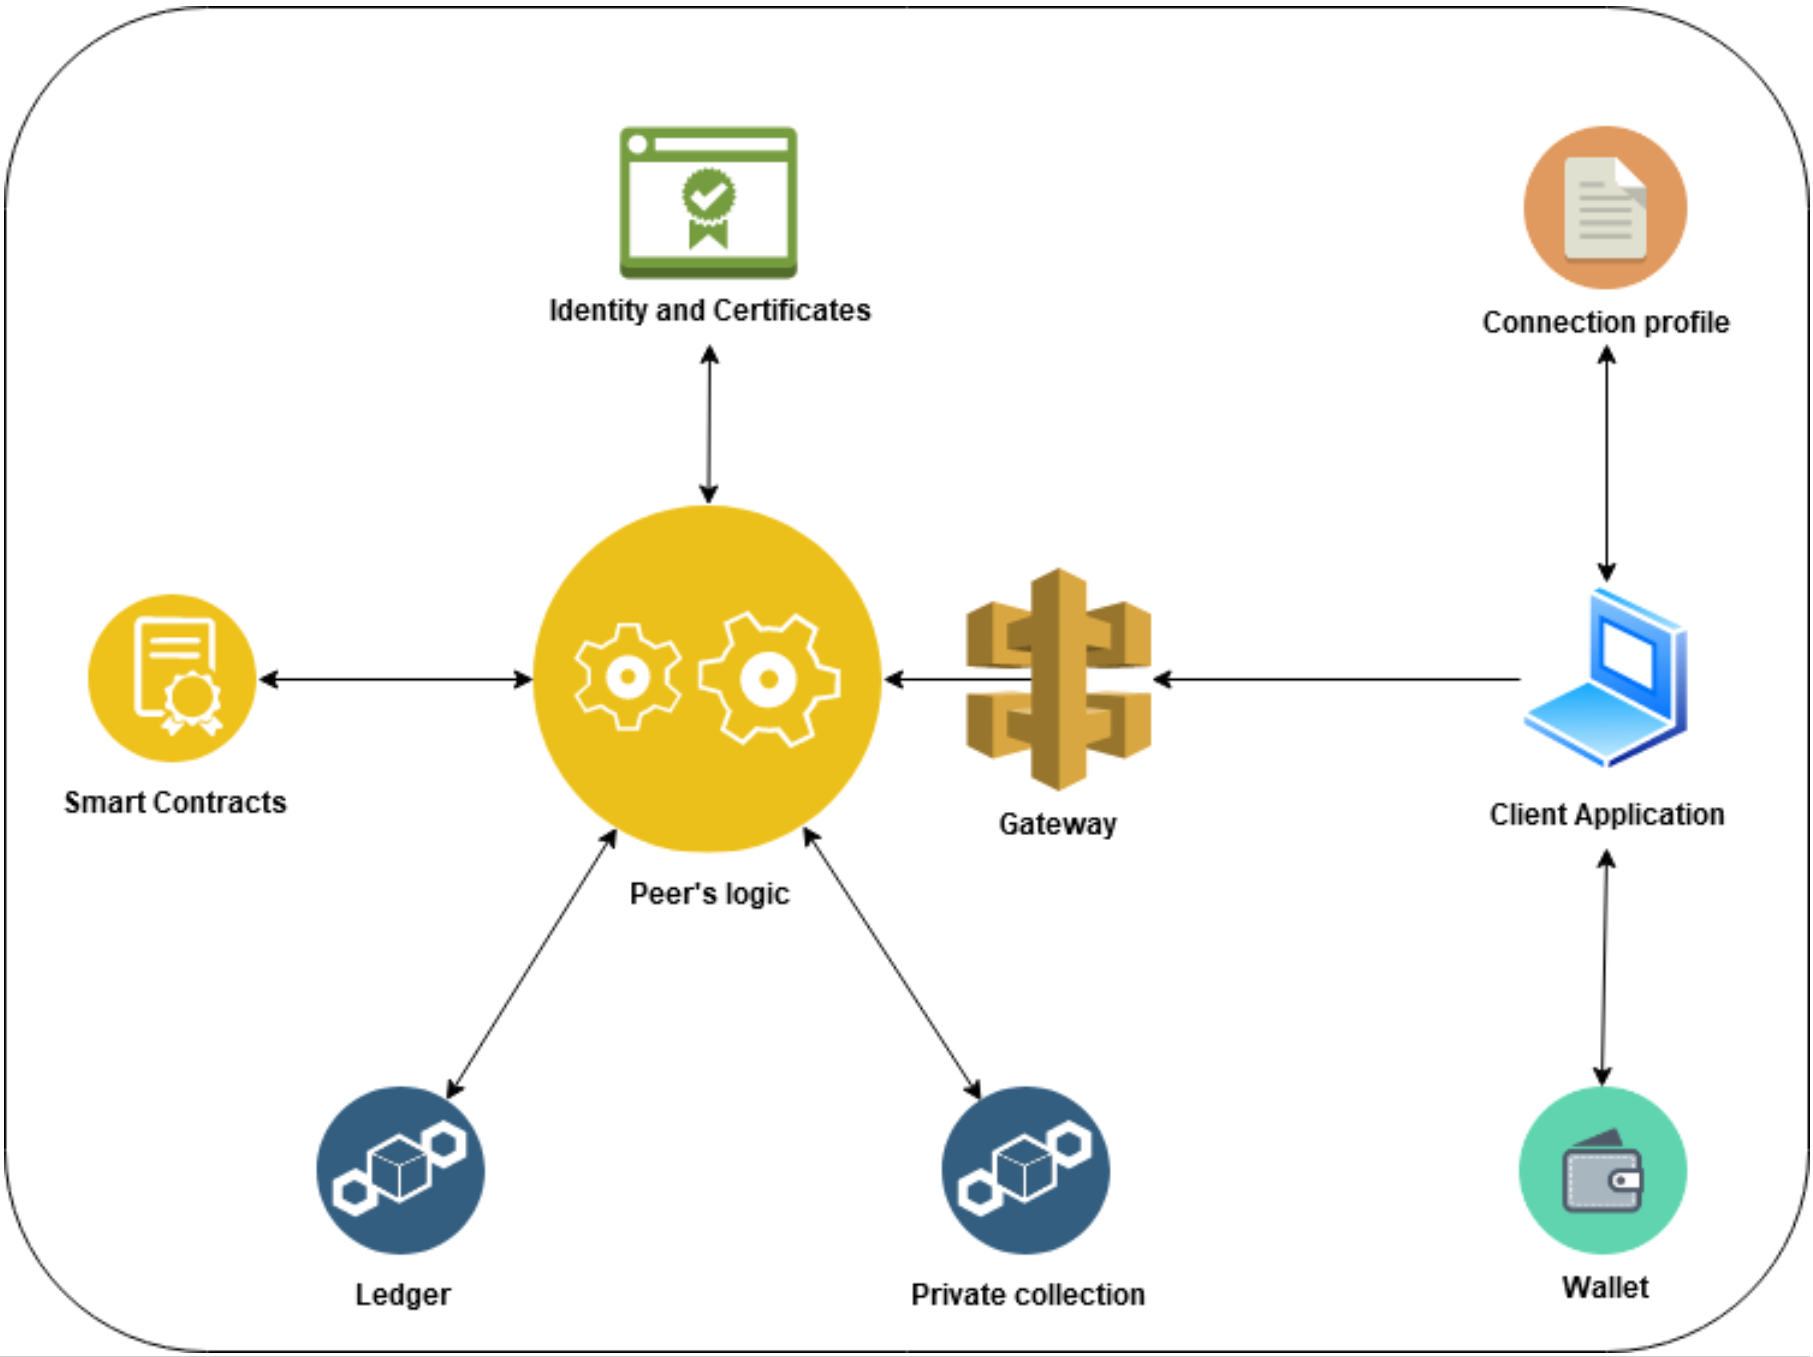 Identity and Certificates
Connection profile
Smart Contracts
Gateway
Client Application
Peer's logic
Ledger
Private collection
Wallet